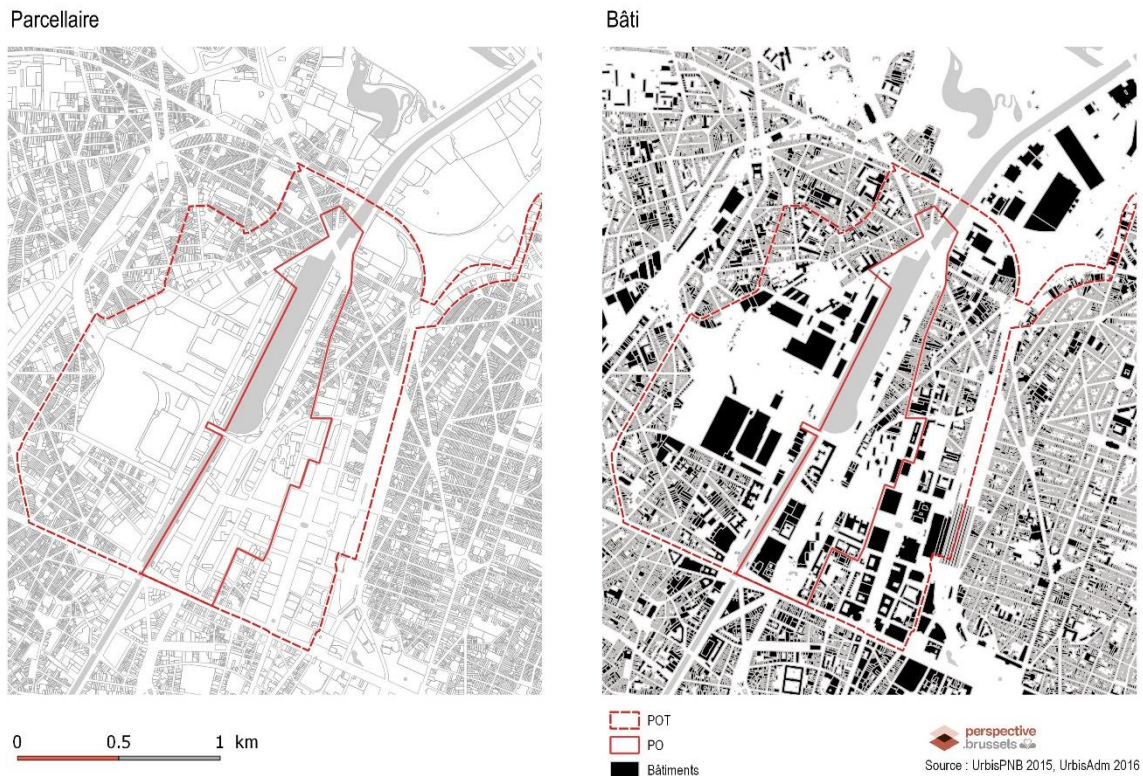 Parcellaire
Bâti
0 0.5 1 km
POT
PO
Bâtiments
perspective
.brussels
Source : UrbisPNB 2015, UrbisAdm 2016